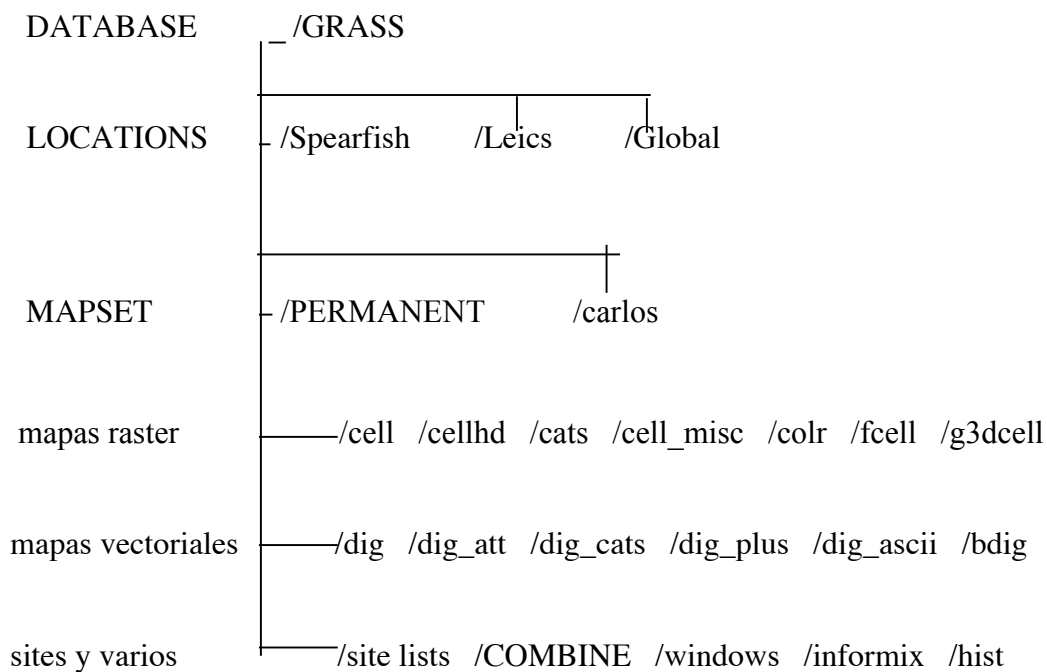 DATABASE _ /GRASS
LOCATIONS /Spearfish /Leics /Global
MAPSET /PERMANENT /carlos
mapas raster /cell /cellhd /cats /cell_misc /colr /fcell /g3dcell
mapas vectoriales /dig /dig_att /dig_cats /dig_plus /dig_ascii /bdig
sites y varios /site lists /COMBINE /windows /informix /hist